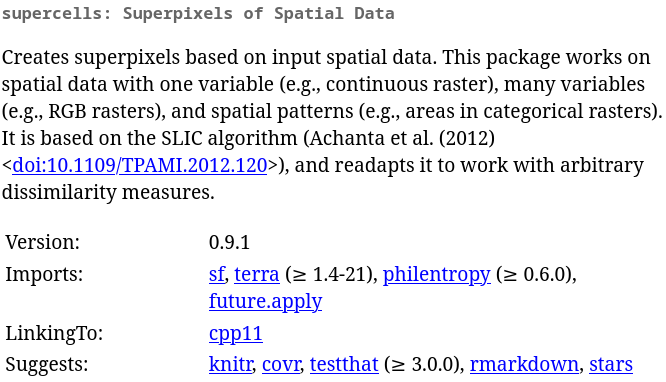 supercells: Superpixels of Spatial Data
Creates superpixels based on input spatial data. This package works on
spatial data with one variable (e.g., continuous raster), many variables
(e.g., RGB rasters), and spatial patterns (e.g., areas in categorical rasters).
It is based on the SLIC algorithm (Achanta et al. (2012)
<doi:10.1109/TPAMI.2012.120>), and readapts it to work with arbitrary
dissimilarity measures.
Version: 0.9.1
Imports: sf, terra (≥ 1.4-21), philentropy (≥ 0.6.0),
future.apply
LinkingTo: cpp11
Suggests: knitr, covr, testthat (≥ 3.0.0), rmarkdown, stars